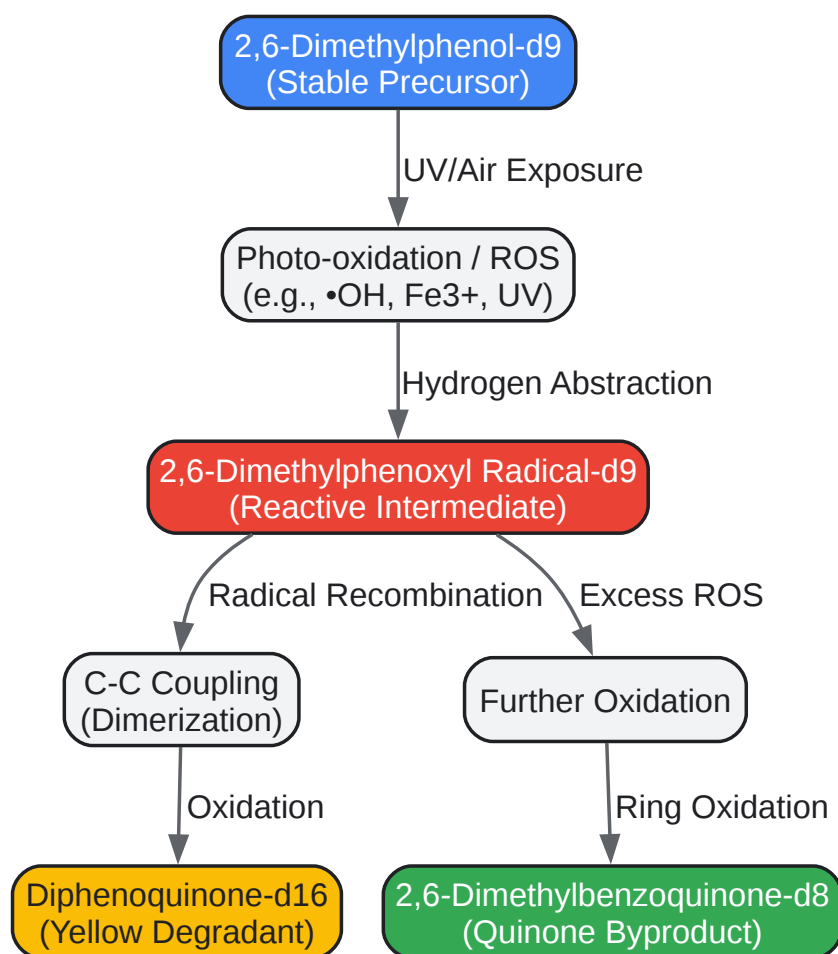 2,6-Dimethylphenol-d9
(Stable Precursor)
UV/Air Exposure
Photo-oxidation / ROS
(e.g., •OH, Fe3+, UV)
Hydrogen Abstraction
2,6-Dimethylphenoxyl Radical-d9
(Reactive Intermediate)
Radical Recombination
Excess ROS
C-C Coupling
(Dimerization)
Further Oxidation
Oxidation
Ring Oxidation
Diphenoquinone-d16
(Yellow Degradant)
2,6-Dimethylbenzoquinone-d8
(Quinone Byproduct)